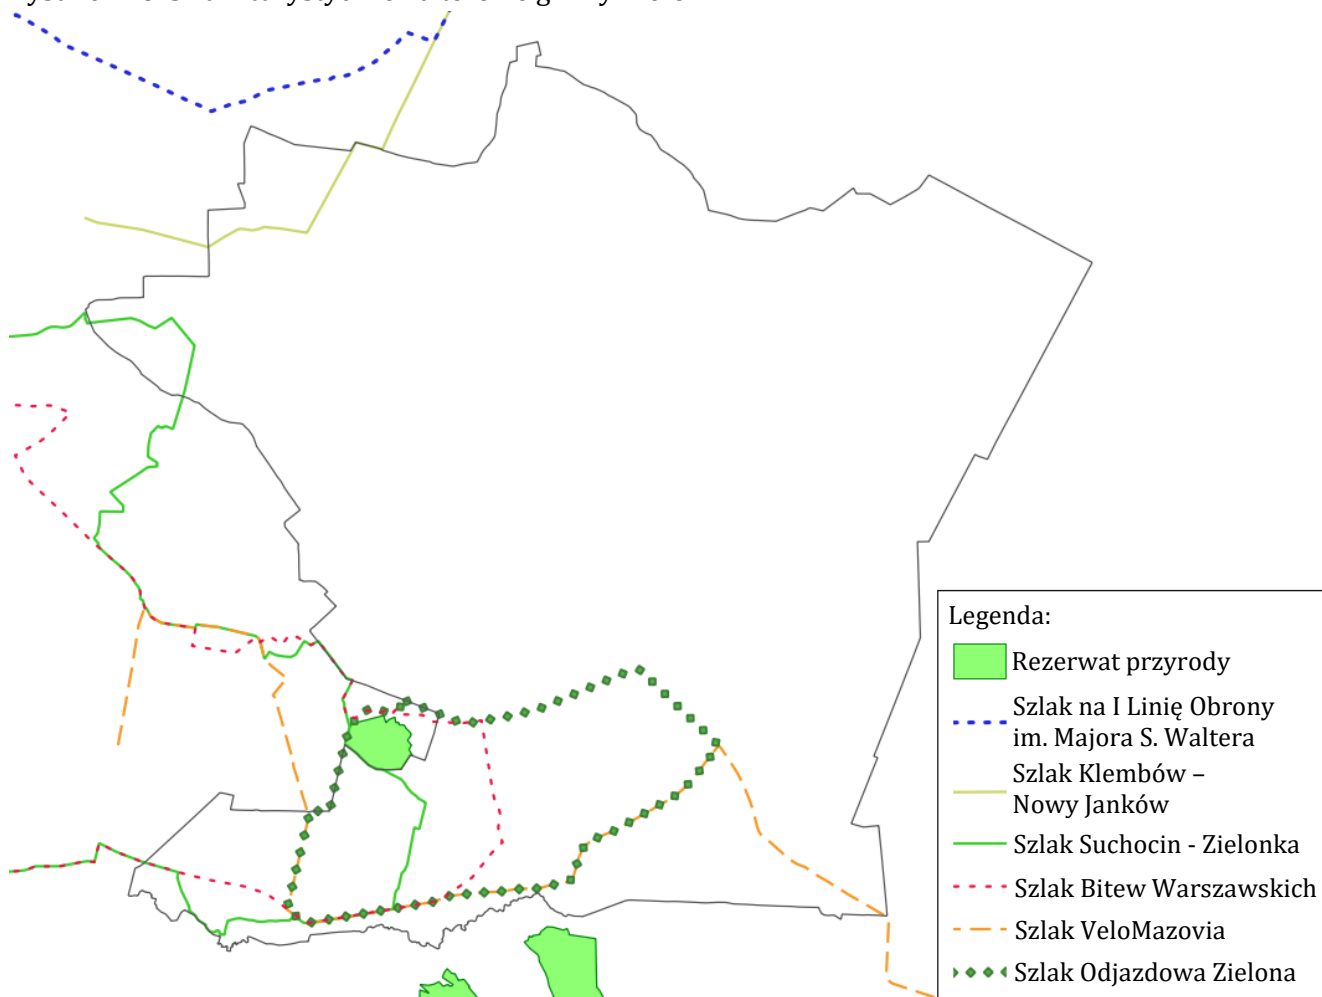 Legenda:
Rezerwat przyrody
Szlak na I Linię Obrony
im. Majora S. Waltera
Szlak Klembów –
Nowy Janków
Szlak Suchocin - Zielonka
Szlak Bitew Warszawskich
Szlak VeloMazovia
Szlak Odjazdowa Zielona